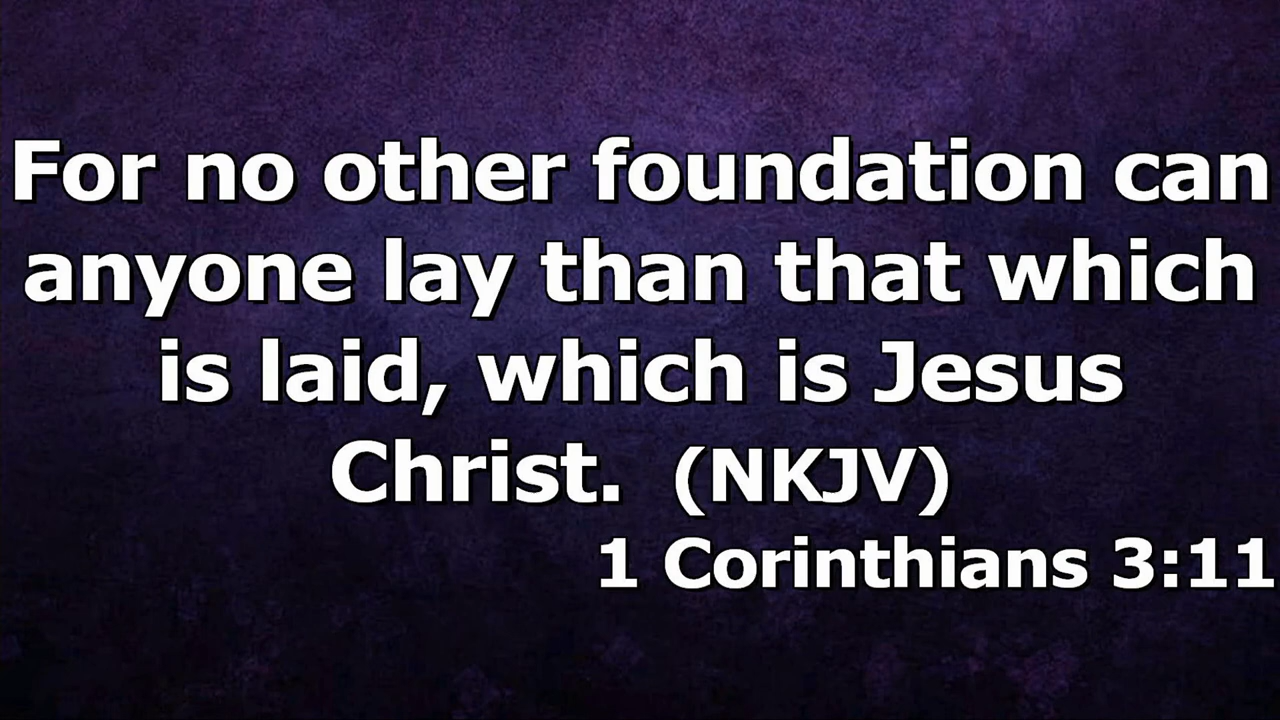 For no other foundation can
anyone lay than that which
is laid, which is Jesus
Christ. (NKJV)
1 Corinthians 3:11